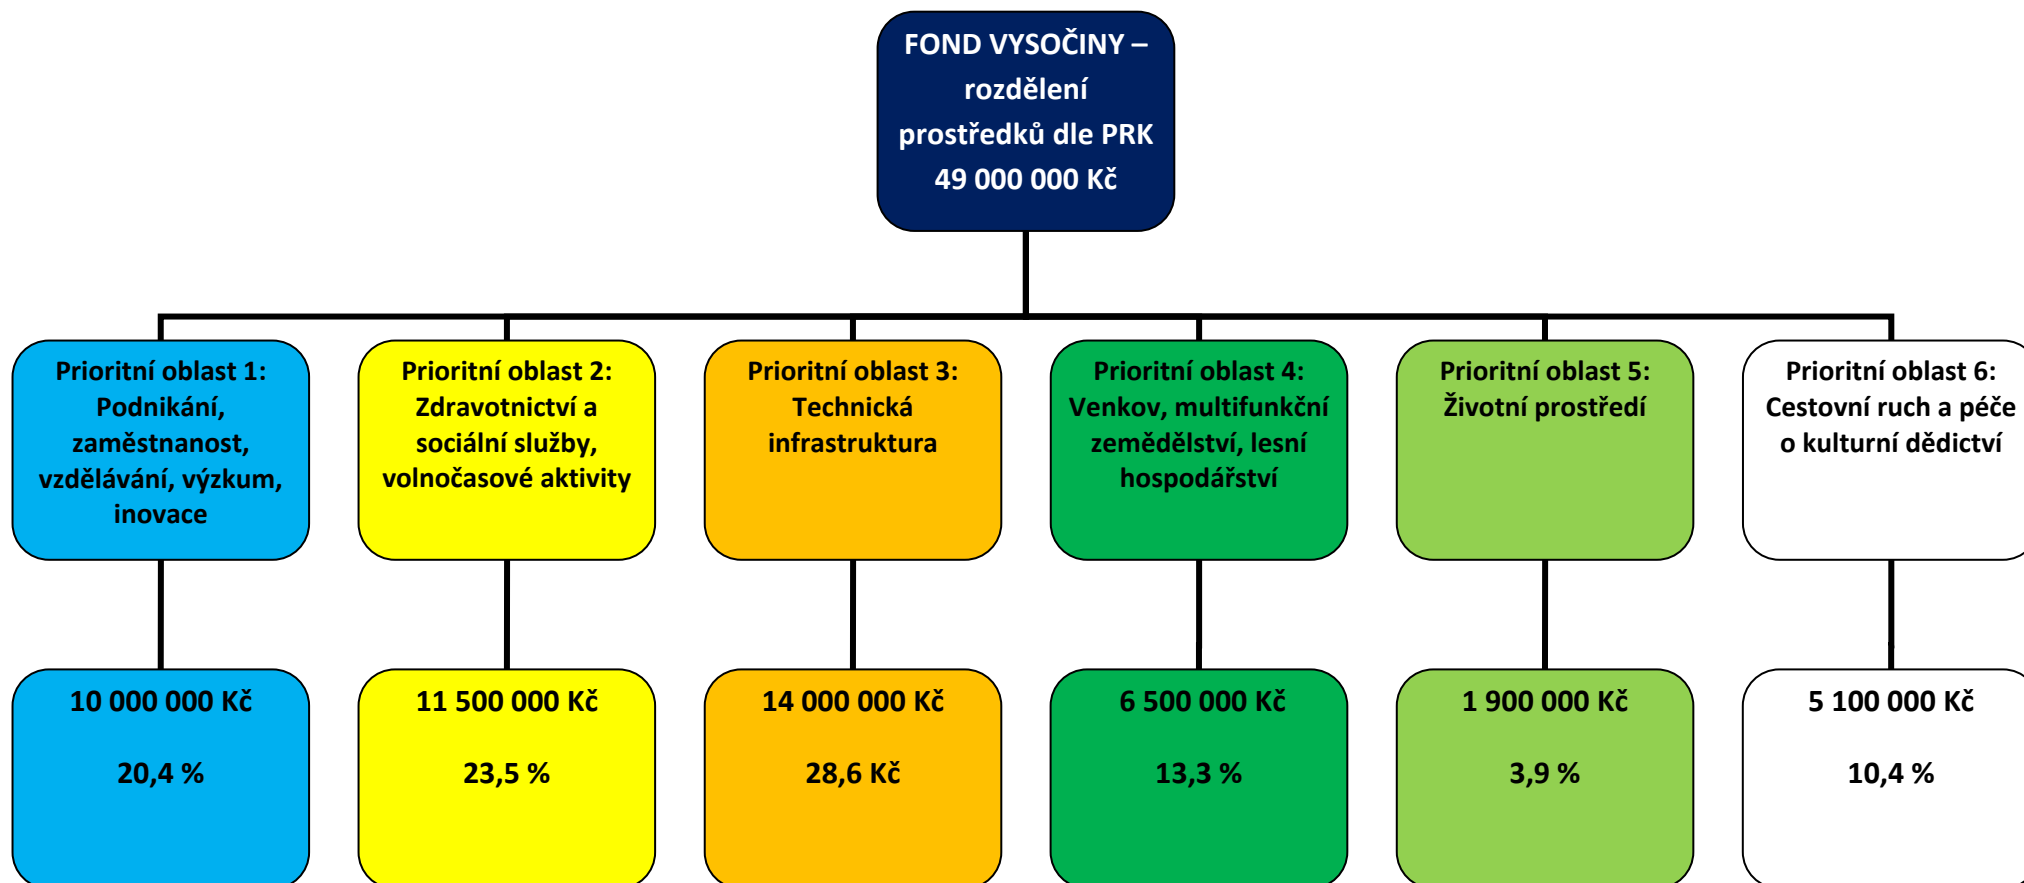 FOND VYSOČINY –
rozdělení
prostředků dle PRK
49 000 000 Kč
Prioritní oblast 1:
Podnikání,
zaměstnanost,
vzdělávání, výzkum,
inovace
Prioritní oblast 2:
Zdravotnictví a
sociální služby,
volnočasové aktivity
Prioritní oblast 3:
Technická
infrastruktura
Prioritní oblast 4:
Venkov, multifunkční
zemědělství, lesní
hospodářství
Prioritní oblast 5:
Životní prostředí
Prioritní oblast 6:
Cestovní ruch a péče
o kulturní dědictví
10 000 000 Kč
20,4 %
11 500 000 Kč
23,5 %
14 000 000 Kč
28,6 Kč
6 500 000 Kč
13,3 %
1 900 000 Kč
3,9 %
5 100 000 Kč
10,4 %